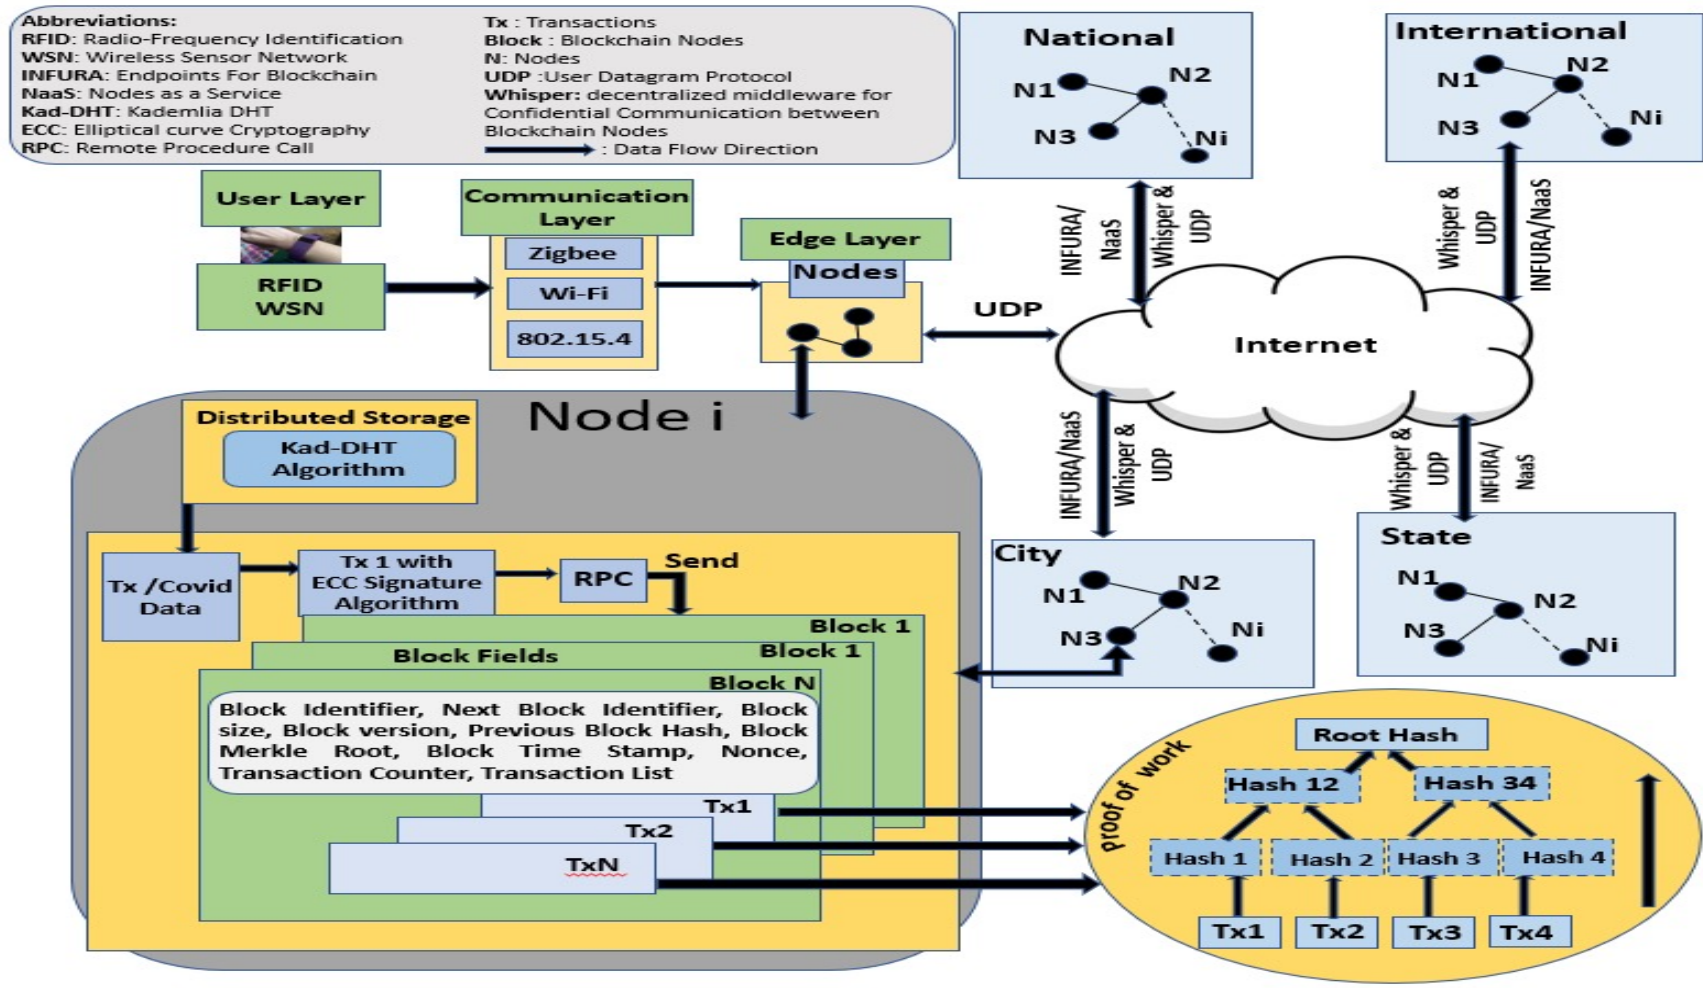 Abbreviations:
RFID: Radio-Frequency Identification
WSN: Wireless Sensor Network
INFURA: Endpoints For Blockchain
NaaS: Nodes as a Service
Kad-DHT: Kademlia DHT
ECC: Elliptical curve Cryptography
RPC: Remote Procedure Call
Tx : Transactions
Block : Blockchain Nodes
N: Nodes
UDP :User Datagram Protocol
Whisper: decentralized middleware for
Confidential Communication between
Blockchain Nodes
: Data Flow Direction
National
N1
N2
N3
Ni
International
N1
N2
N3
Ni
User Layer
RFID
WSN
Communication
Layer
Zigbee
Wi-Fi
802.15.4
Edge Layer
Nodes
UDP
INFURA/
NaaS
Whisper &
UDP
Whisper &
UDP
INFURA/NaaS
Internet
INFURA/NaaS
Whisper &
UDP
Whisper &
UDP
INFURA/
NaaS
Node i
Distributed Storage
Kad-DHT
Algorithm
Tx /Covid
Data
Tx 1 with
ECC Signature
Algorithm
RPC
Send
Block 1
Block Fields
Block 1
Block N
Block Identifier, Next Block Identifier, Block
size, Block version, Previous Block Hash, Block
Merkle Root, Block Time Stamp, Nonce,
Transaction Counter, Transaction List
Tx1
Tx2
TxN
City
N1
N2
N3
Ni
State
N1
N2
N3
Ni
proof of work
Root Hash
Hash 12
Hash 34
Hash 1
Hash 2
Hash 3
Hash 4
Tx1
Tx2
Tx3
Tx4